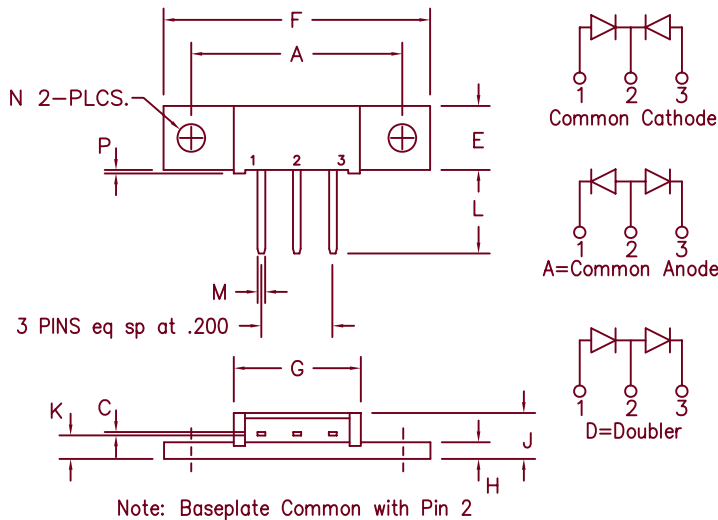 F
A
N 2-PLCS.
P
1 2 3
E
L
M
3 PINS eq sp at .200
G
C
K
J
H
Note: Baseplate Common with Pin 2
1 2 3
Common Cathode
1 2 3
A=Common Anode
1 2 3
D=Doubler